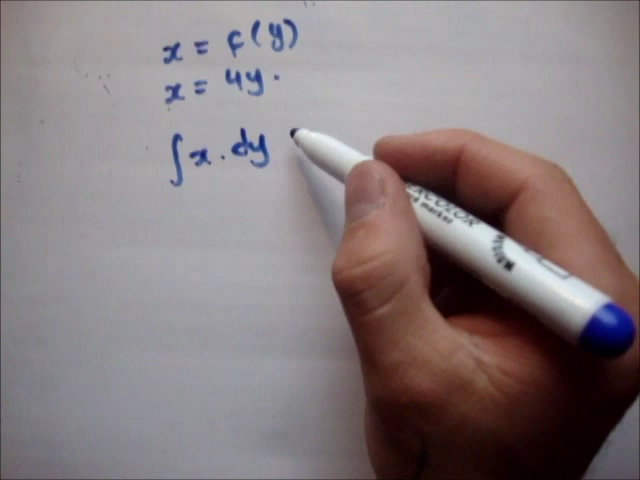 x = f(y)
x = 4y.
∫x.dy